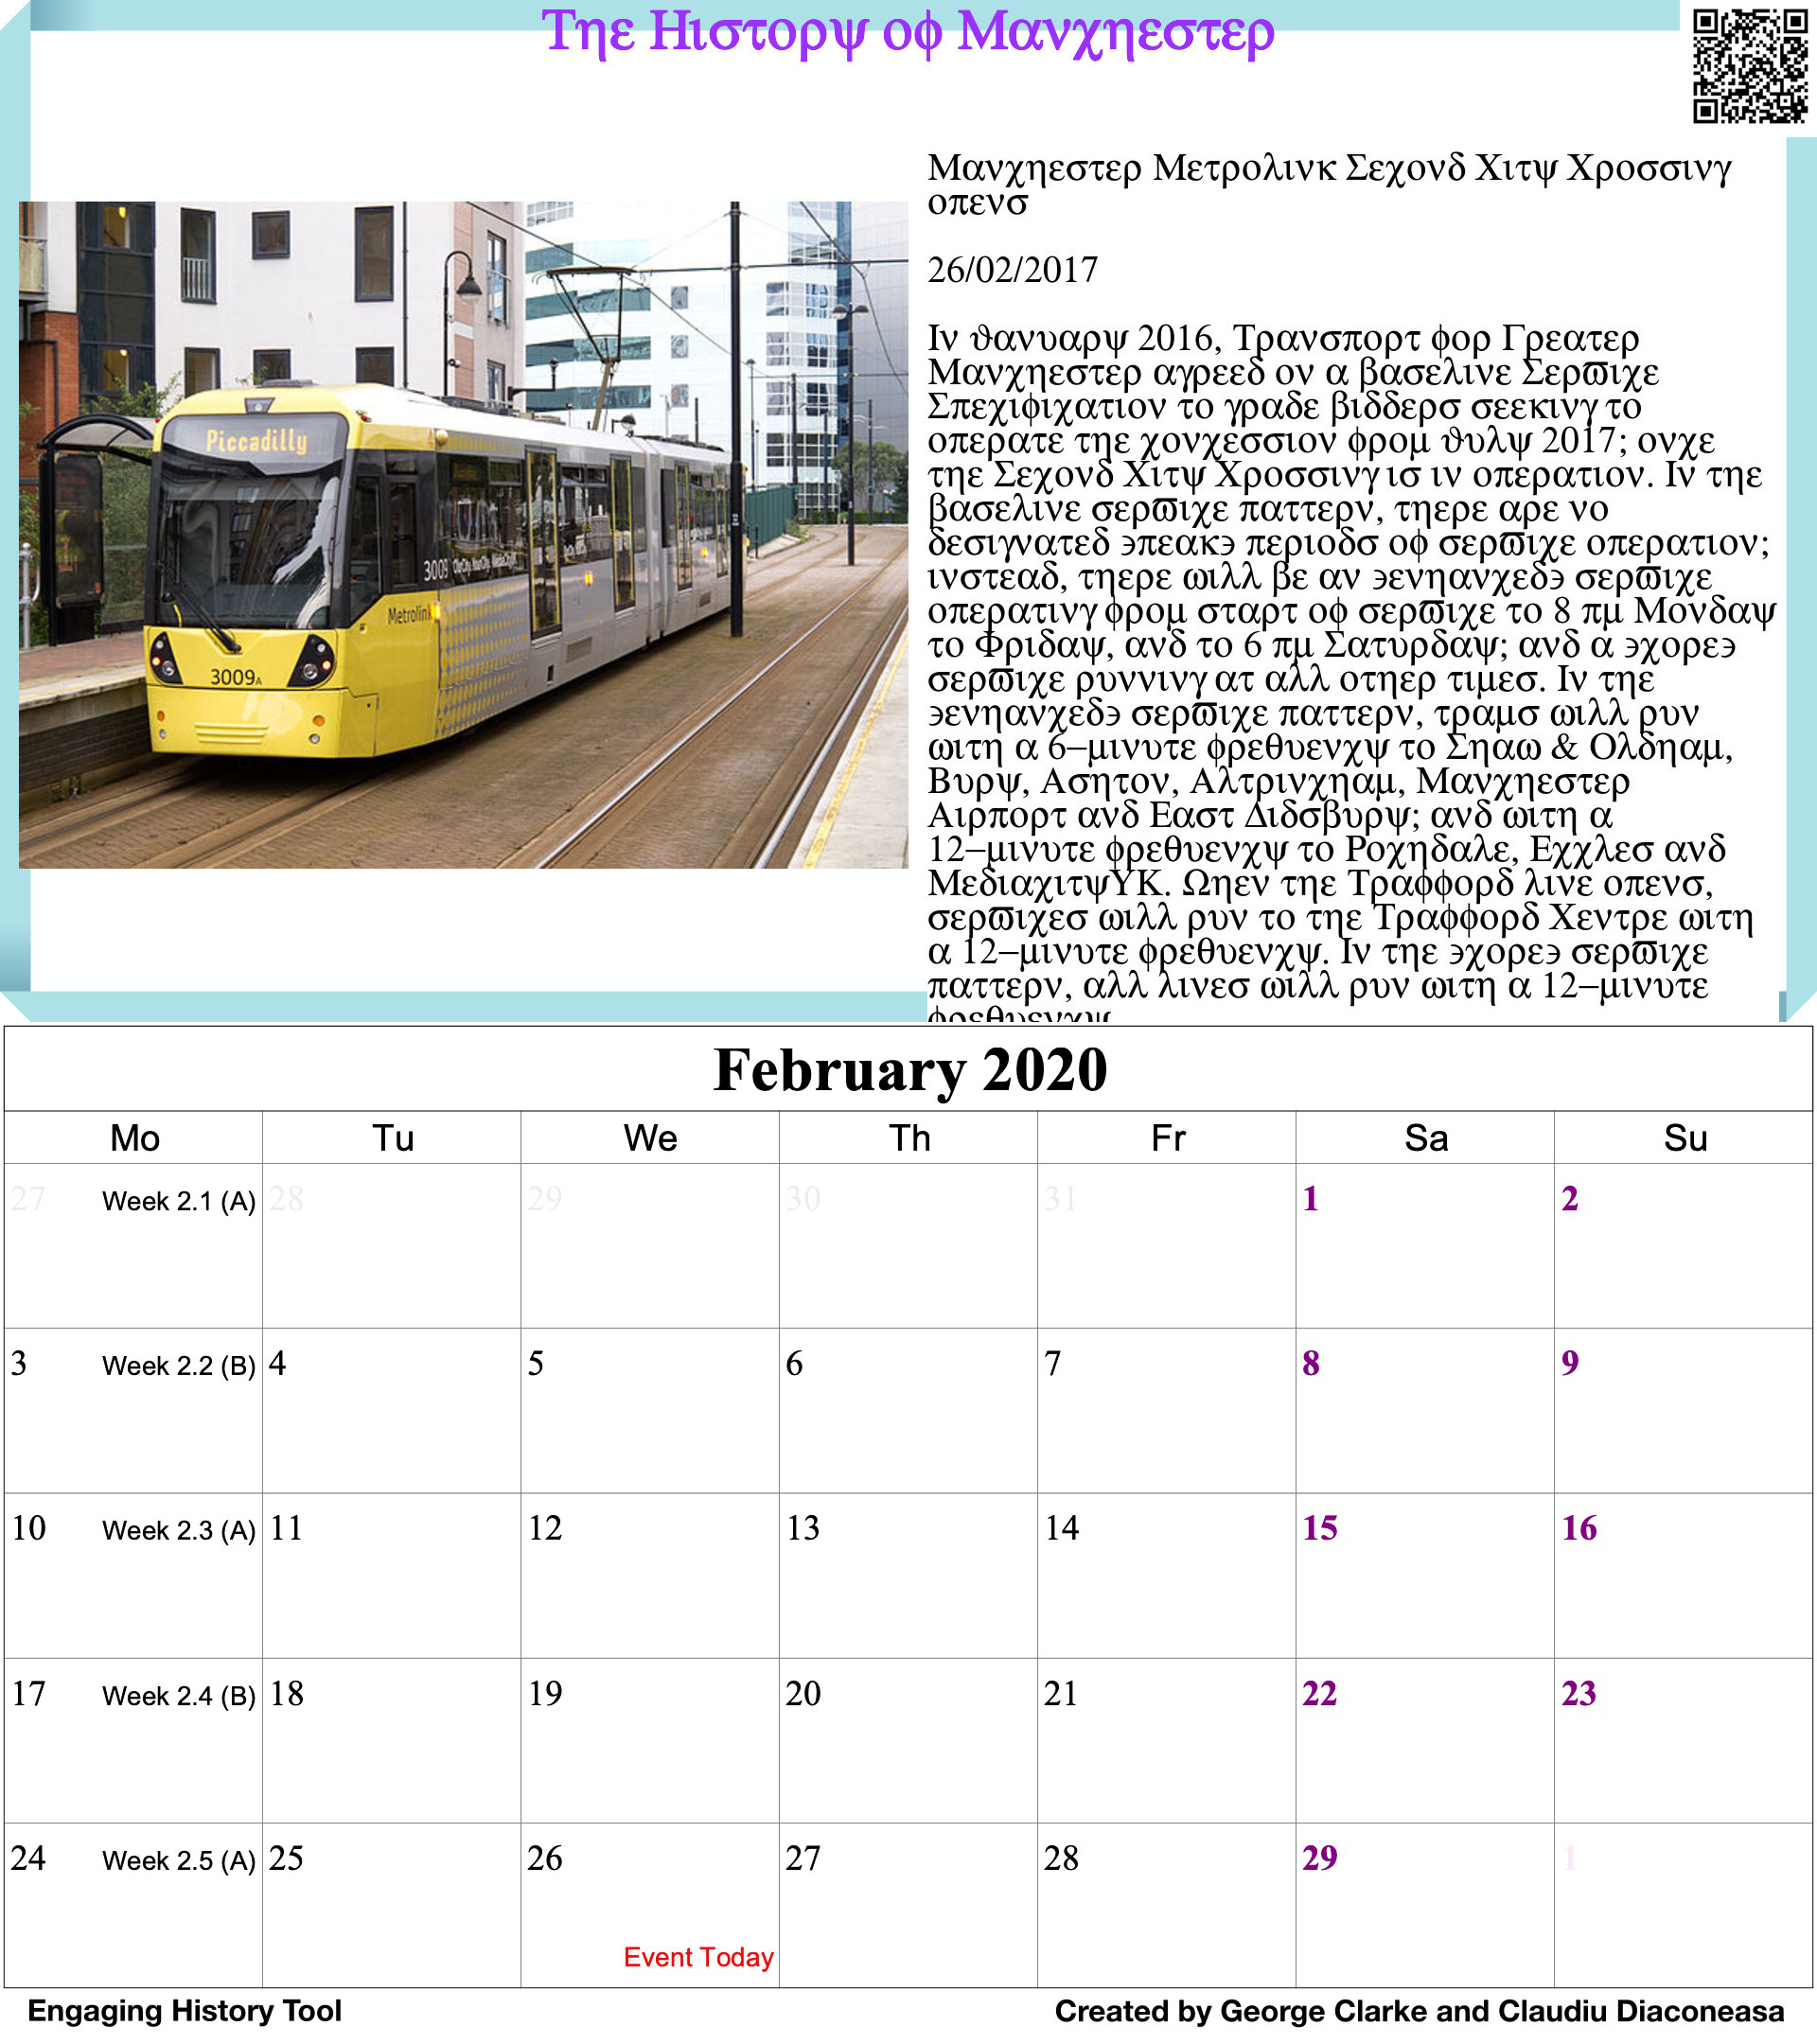 Τηε Ηιστορψ οφ Μανχηεστερ
Μανχηεστερ Μετρολινκ Σεχονδ Χιτψ Χροσσινγ
οπενσ
26/02/2017
Ιν ϑανυαρψ 2016, Τρανσπορτ φορ Γρεατερ
Μανχηεστερ αγρεεδ ον α βασελινε Σερϖιχε
Σπεχιφιχατιον το γραδε βιδδερσ σεεκινγ το
οπερατε τηε χονχεσσιον φρομ ϑυλψ 2017; ονχε
τηε Σεχονδ Χιτψ Χροσσινγ ισ ιν οπερατιον. Ιν τηε
βασελινε σερϖιχε παττερν, τηερε αρε νο
δεσιγνατεδ ϶πεακ϶ περιοδσ οφ σερϖιχε οπερατιον;
ινστεαδ, τηερε ωιλλ βε αν ϶ενηανχεδ϶ σερϖιχε
οπερατινγ φρομ σταρτ οφ σερϖιχε το 8 πμ Μονδαψ
το Φριδαψ, ανδ το 6 πμ Σατυρδαψ; ανδ α ϶χορε϶
σερϖιχε ρυννινγ ατ αλλ οτηερ τιμεσ. Ιν τηε
϶ενηανχεδ϶ σερϖιχε παττερν, τραμσ ωιλλ ρυν
ωιτη α 6−μινυτε φρεθυενχψ το Σηαω & Ολδηαμ,
Βυρψ, Ασητον, Αλτρινχηαμ, Μανχηεστερ
Αιρπορτ ανδ Εαστ Διδσβυρψ; ανδ ωιτη α
12−μινυτε φρεθυενχψ το Ροχηδαλε, Εχχλεσ ανδ
ΜεδιαχιτψΥΚ. Ωηεν τηε Τραφφορδ λινε οπενσ,
σερϖιχεσ ωιλλ ρυν το τηε Τραφφορδ Χεντρε ωιτη
α 12−μινυτε φρεθυενχψ. Ιν τηε ϶χορε϶ σερϖιχε
παττερν, αλλ λινεσ ωιλλ ρυν ωιτη α 12−μινυτε
φρεθυενχψ
Piccadilly
3009
Metrolink
3009A
February 2020
Mo Tu We Th Fr Sa Su
27 Week 2.1 (A) 28 29 30 31 1 2
3 Week 2.2 (B) 4 5 6 7 8 9
10 Week 2.3 (A) 11 12 13 14 15 16
17 Week 2.4 (B) 18 19 20 21 22 23
24 Week 2.5 (A) 25 26 27 28 29 1
Event Today
Engaging History Tool
Created by George Clarke and Claudiu Diaconeasa